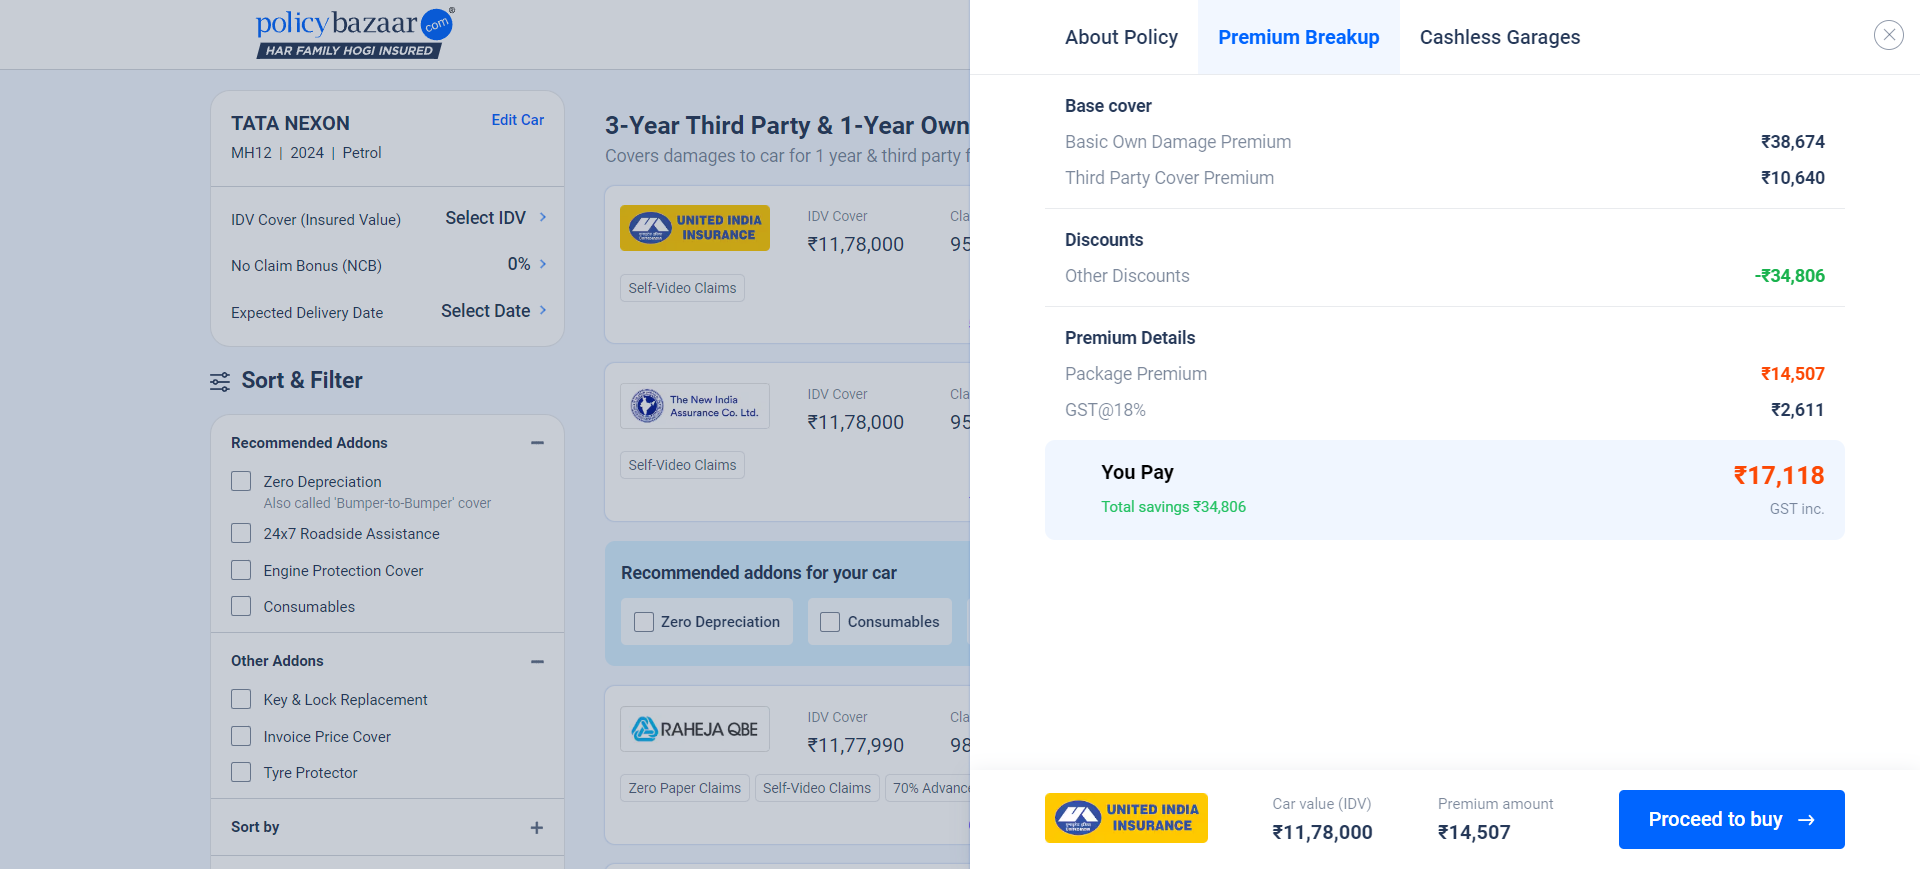 policybazaar com
HAR FAMILY HOGI INSURED
TATA NEXON
Edit Car
MH12 | 2024 | Petrol
IDV Cover (Insured Value)
Select IDV
No Claim Bonus (NCB)
0%
Expected Delivery Date
Select Date
Sort & Filter
Recommended Addons
Zero Depreciation
Also called 'Bumper-to-Bumper' cover
24x7 Roadside Assistance
Engine Protection Cover
Consumables
Other Addons
Key & Lock Replacement
Invoice Price Cover
Tyre Protector
Sort by
3-Year Third Party & 1-Year Own
Covers damages to car for 1 year & third party f
UNITED INDIA
INSURANCE
IDV Cover
₹11,78,000
Cla
95
Self-Video Claims
The New India
Assurance Co. Ltd.
IDV Cover
₹11,78,000
Cla
95
Self-Video Claims
Recommended addons for your car
Zero Depreciation
Consumables
RAHEJA QBE
IDV Cover
₹11,77,990
Cla
98
Zero Paper Claims
Self-Video Claims
70% Advanc
About Policy
Premium Breakup
Cashless Garages
Base cover
Basic Own Damage Premium
₹38,674
Third Party Cover Premium
₹10,640
Discounts
Other Discounts
-₹34,806
Premium Details
Package Premium
₹14,507
GST@18%
₹2,611
You Pay
₹17,118
Total savings ₹34,806
GST inc.
UNITED INDIA
INSURANCE
Car value (IDV)
₹11,78,000
Premium amount
₹14,507
Proceed to buy →